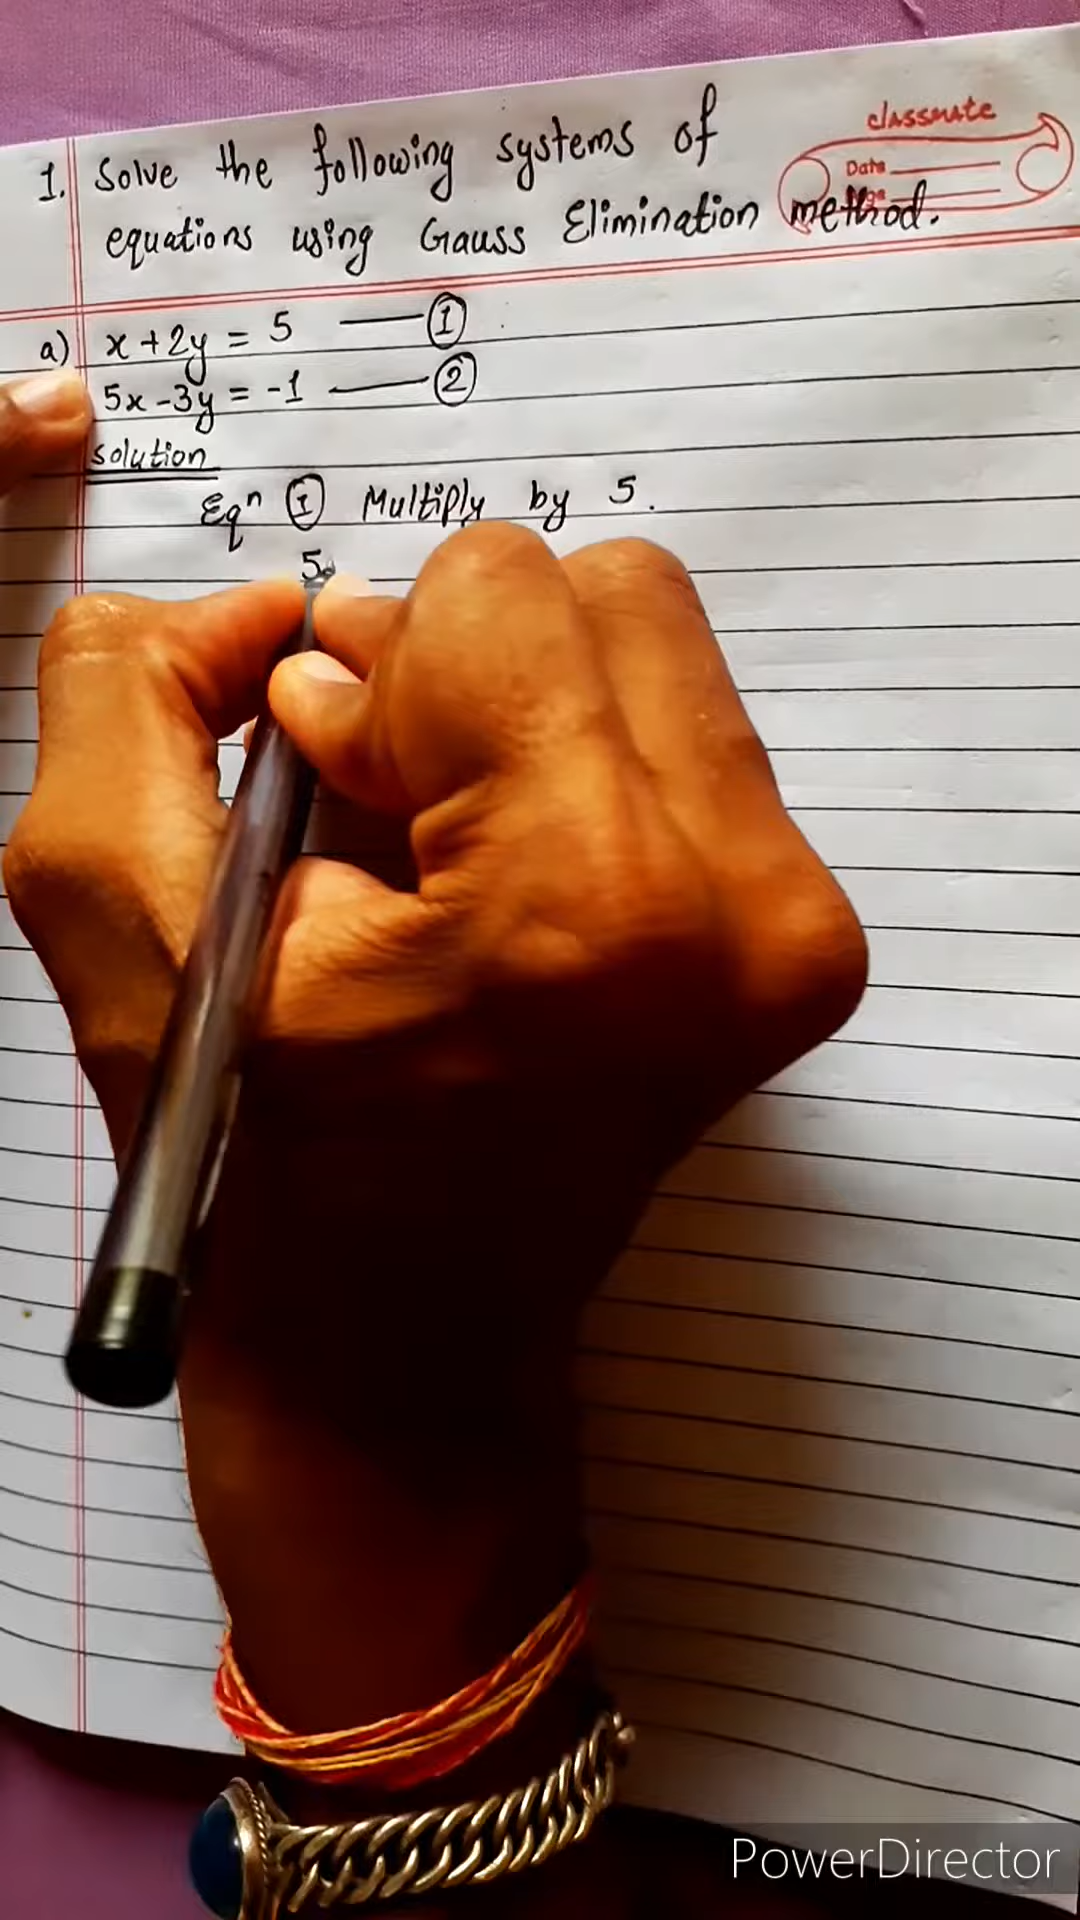 classmate
Date
1. Solve the following systems of
equations using Gauss Elimination method.
a) x + 2y = 5 —— ①
5x - 3y = -1 —— ②
Solution
Eqⁿ ① Multiply by 5.
5
PowerDirector